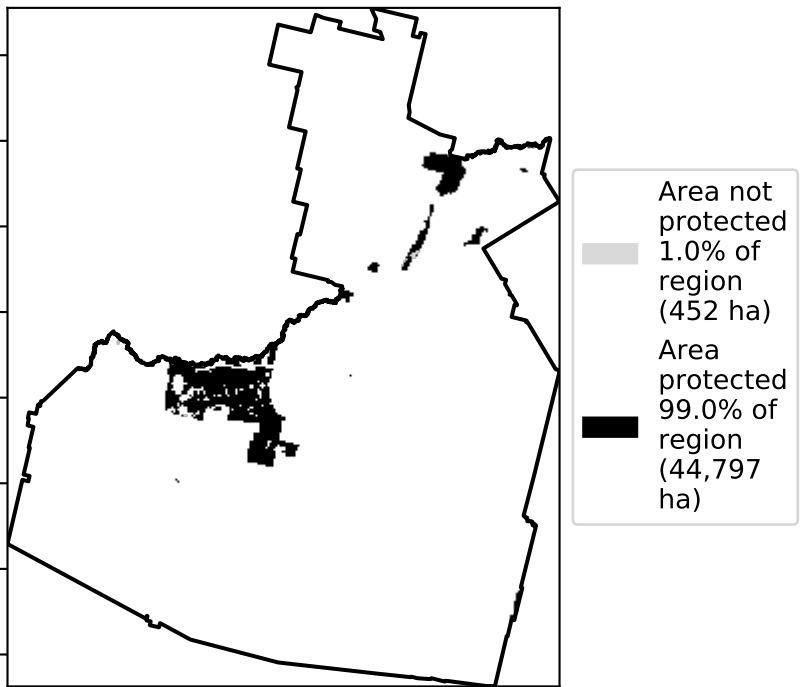 Area not
protected
1.0% of
region
(452 ha)
Area
protected
99.0% of
region
(44,797
ha)